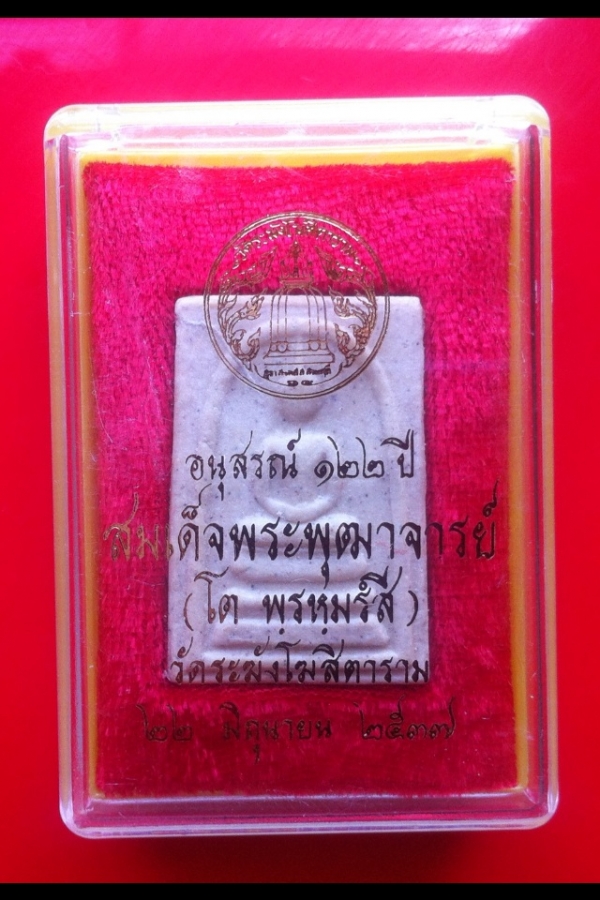 อนุสรณ์ ๑๒๒ ปี
สมเด็จพระพุฒาจารย์
(โต พฺรหฺมรํสี)
วัดระฆังโฆสิตาราม
๒๒ มิถุนายน ๒๕๓๗